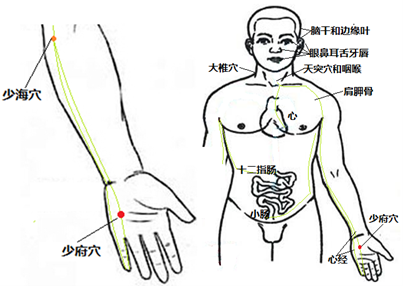 脑干和边缘叶
眼鼻耳舌牙唇
大椎穴
天突穴和咽喉
肩胛骨
少海穴
心
十二指肠
小肠
少府穴
少府穴
心经